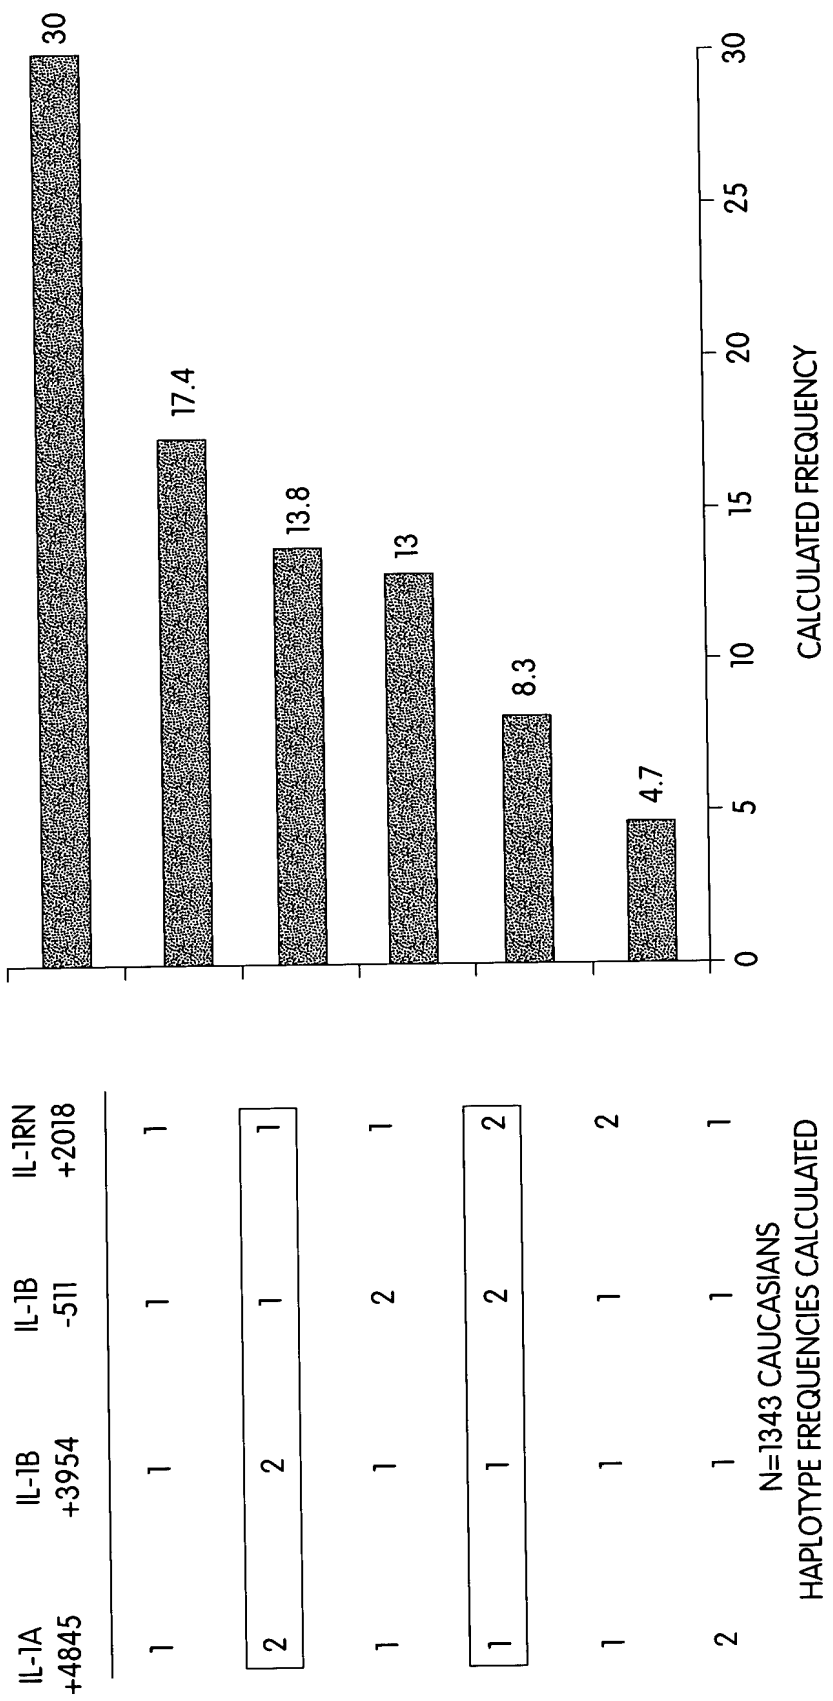 IL-1A IL-1B IL-1B IL-1RN
+4845 +3954 -511 +2018
1 1 1 1 30
2 2 1 1 17.4
1 1 2 1 13.8
1 1 2 2 13
1 1 1 2 8.3
2 1 1 1 4.7
0 5 10 15 20 25 30
N=1343 CAUCASIANS
HAPLOTYPE FREQUENCIES CALCULATED
CALCULATED FREQUENCY